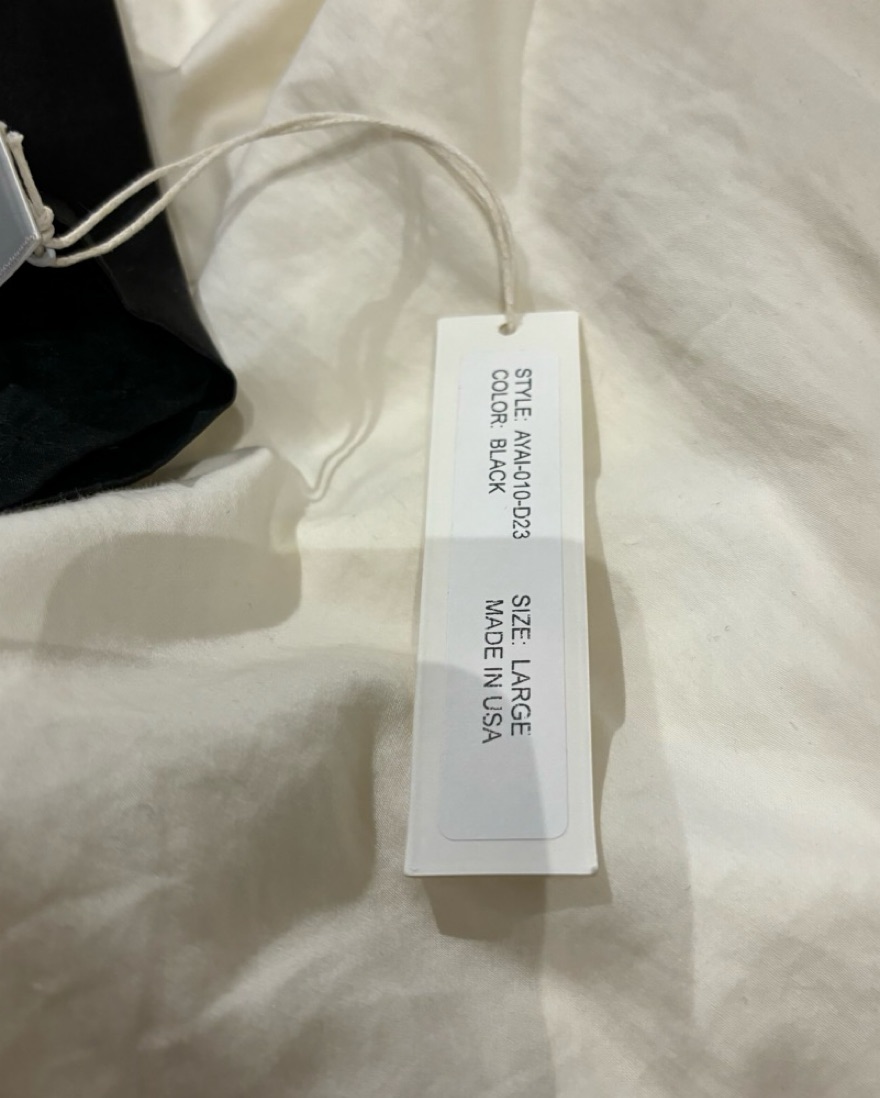 STYLE: AYAI-010-D23 SIZE: LARGE
COLOR: BLACK MADE IN USA